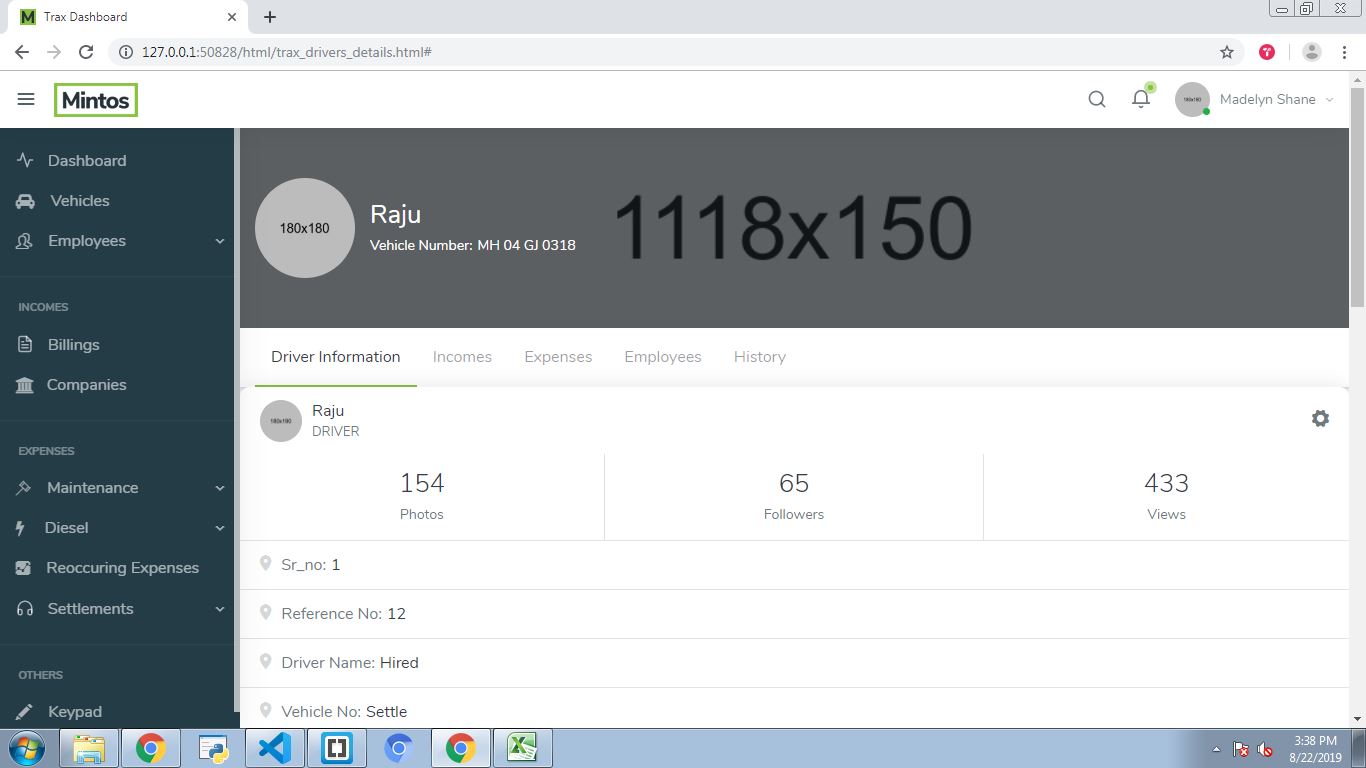 Trax Dashboard
127.0.0.1:50828/html/trax_drivers_details.html#
Mintos
Madelyn Shane
Dashboard
Vehicles
Employees
INCOMES
Billings
Companies
EXPENSES
Maintenance
Diesel
Reoccuring Expenses
Settlements
OTHERS
Keypad
180x180
Raju
Vehicle Number: MH 04 GJ 0318
1118x150
Driver Information Incomes Expenses Employees History
180x180
Raju
DRIVER
154 65 433
Photos Followers Views
Sr_no: 1
Reference No: 12
Driver Name: Hired
Vehicle No: Settle
3:38 PM
8/22/2019